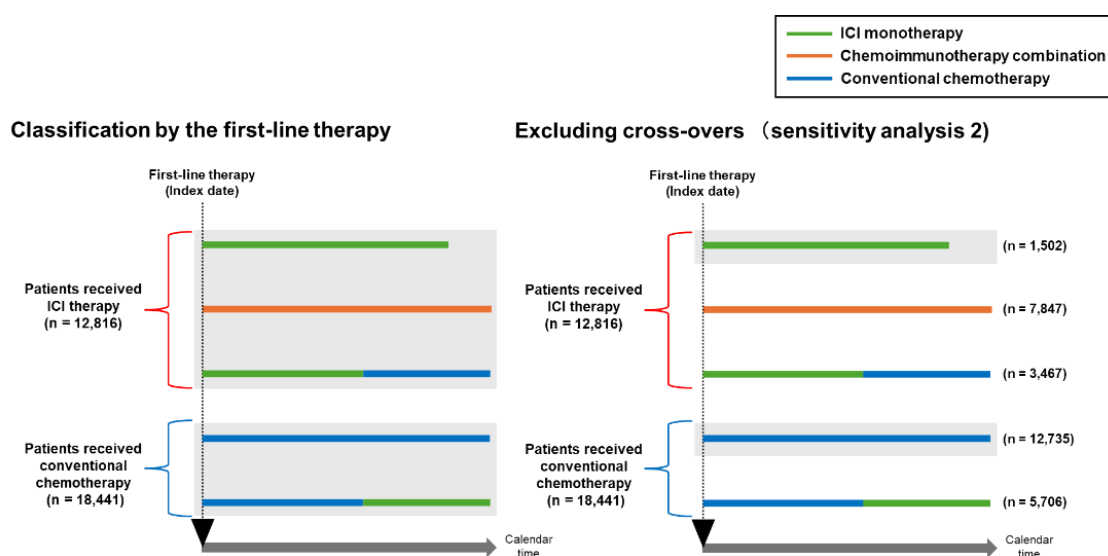 ICI monotherapy
Chemoimmunotherapy combination
Conventional chemotherapy
Classification by the first-line therapy
First-line therapy
(Index date)
Patients received
ICI therapy
(n = 12,816)
Patients received
conventional
chemotherapy
(n = 18,441)
Calendar
time
Excluding cross-overs （sensitivity analysis 2)
First-line therapy
(Index date)
Patients received
ICI therapy
(n = 12,816)
(n = 1,502)
(n = 7,847)
(n = 3,467)
Patients received
conventional
chemotherapy
(n = 18,441)
(n = 12,735)
(n = 5,706)
Calendar
time